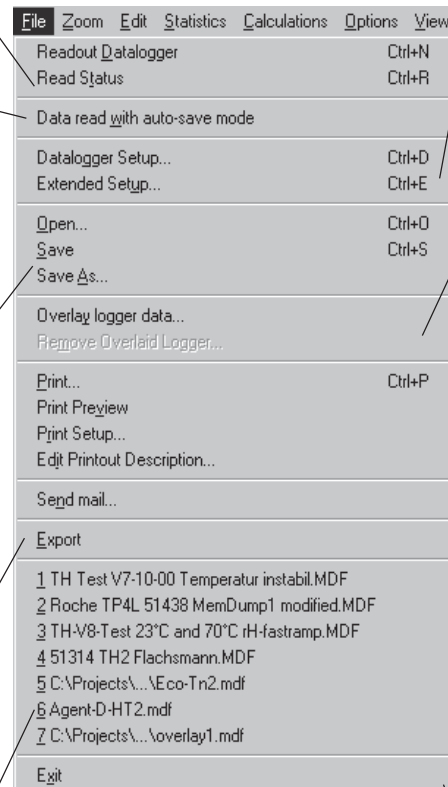 File Zoom Edit Statistics Calculations Options View
Readout Datalogger Ctrl+N
Read Status Ctrl+R
Data read with auto-save mode
Datalogger Setup... Ctrl+D
Extended Setup... Ctrl+E
Open... Ctrl+O
Save Ctrl+S
Save As...
Overlay logger data...
Remove Overlaid Logger...
Print... Ctrl+P
Print Preview
Print Setup...
Edit Printout Description...
Send mail...
Export
1 TH Test V7-10-00 Temperatur instabil.MDF
2 Roche TP4L 51438 MemDump1 modified.MDF
3 TH-V8-Test 23°C and 70°C rH-fastramp.MDF
4 51314 TH2 Flachsmann.MDF
5 C:\Projects\...\Eco-Tn2.mdf
6 Agent-D-HT2.mdf
7 C:\Projects\...\overlay1.mdf
Exit